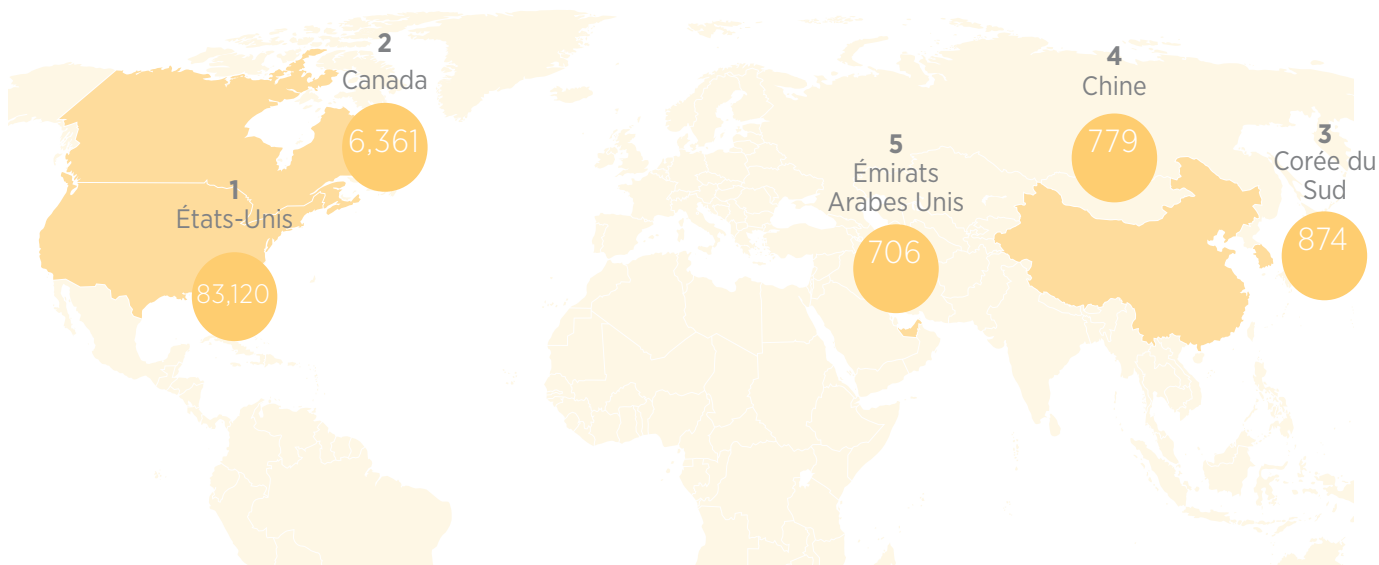 1
États-Unis
83,120
2
Canada
6,361
3
Corée du
Sud
874
4
Chine
779
5
Émirats
Arabes Unis
706